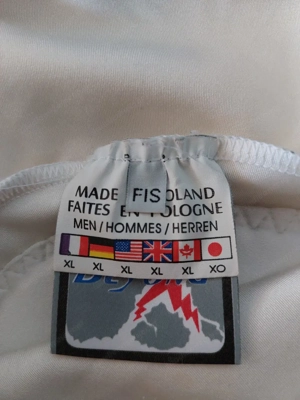 MADE FIS OLAND
FAITES EN POLOGNE
MEN / HOMMES / HERREN
XL XL XL XL XL XO